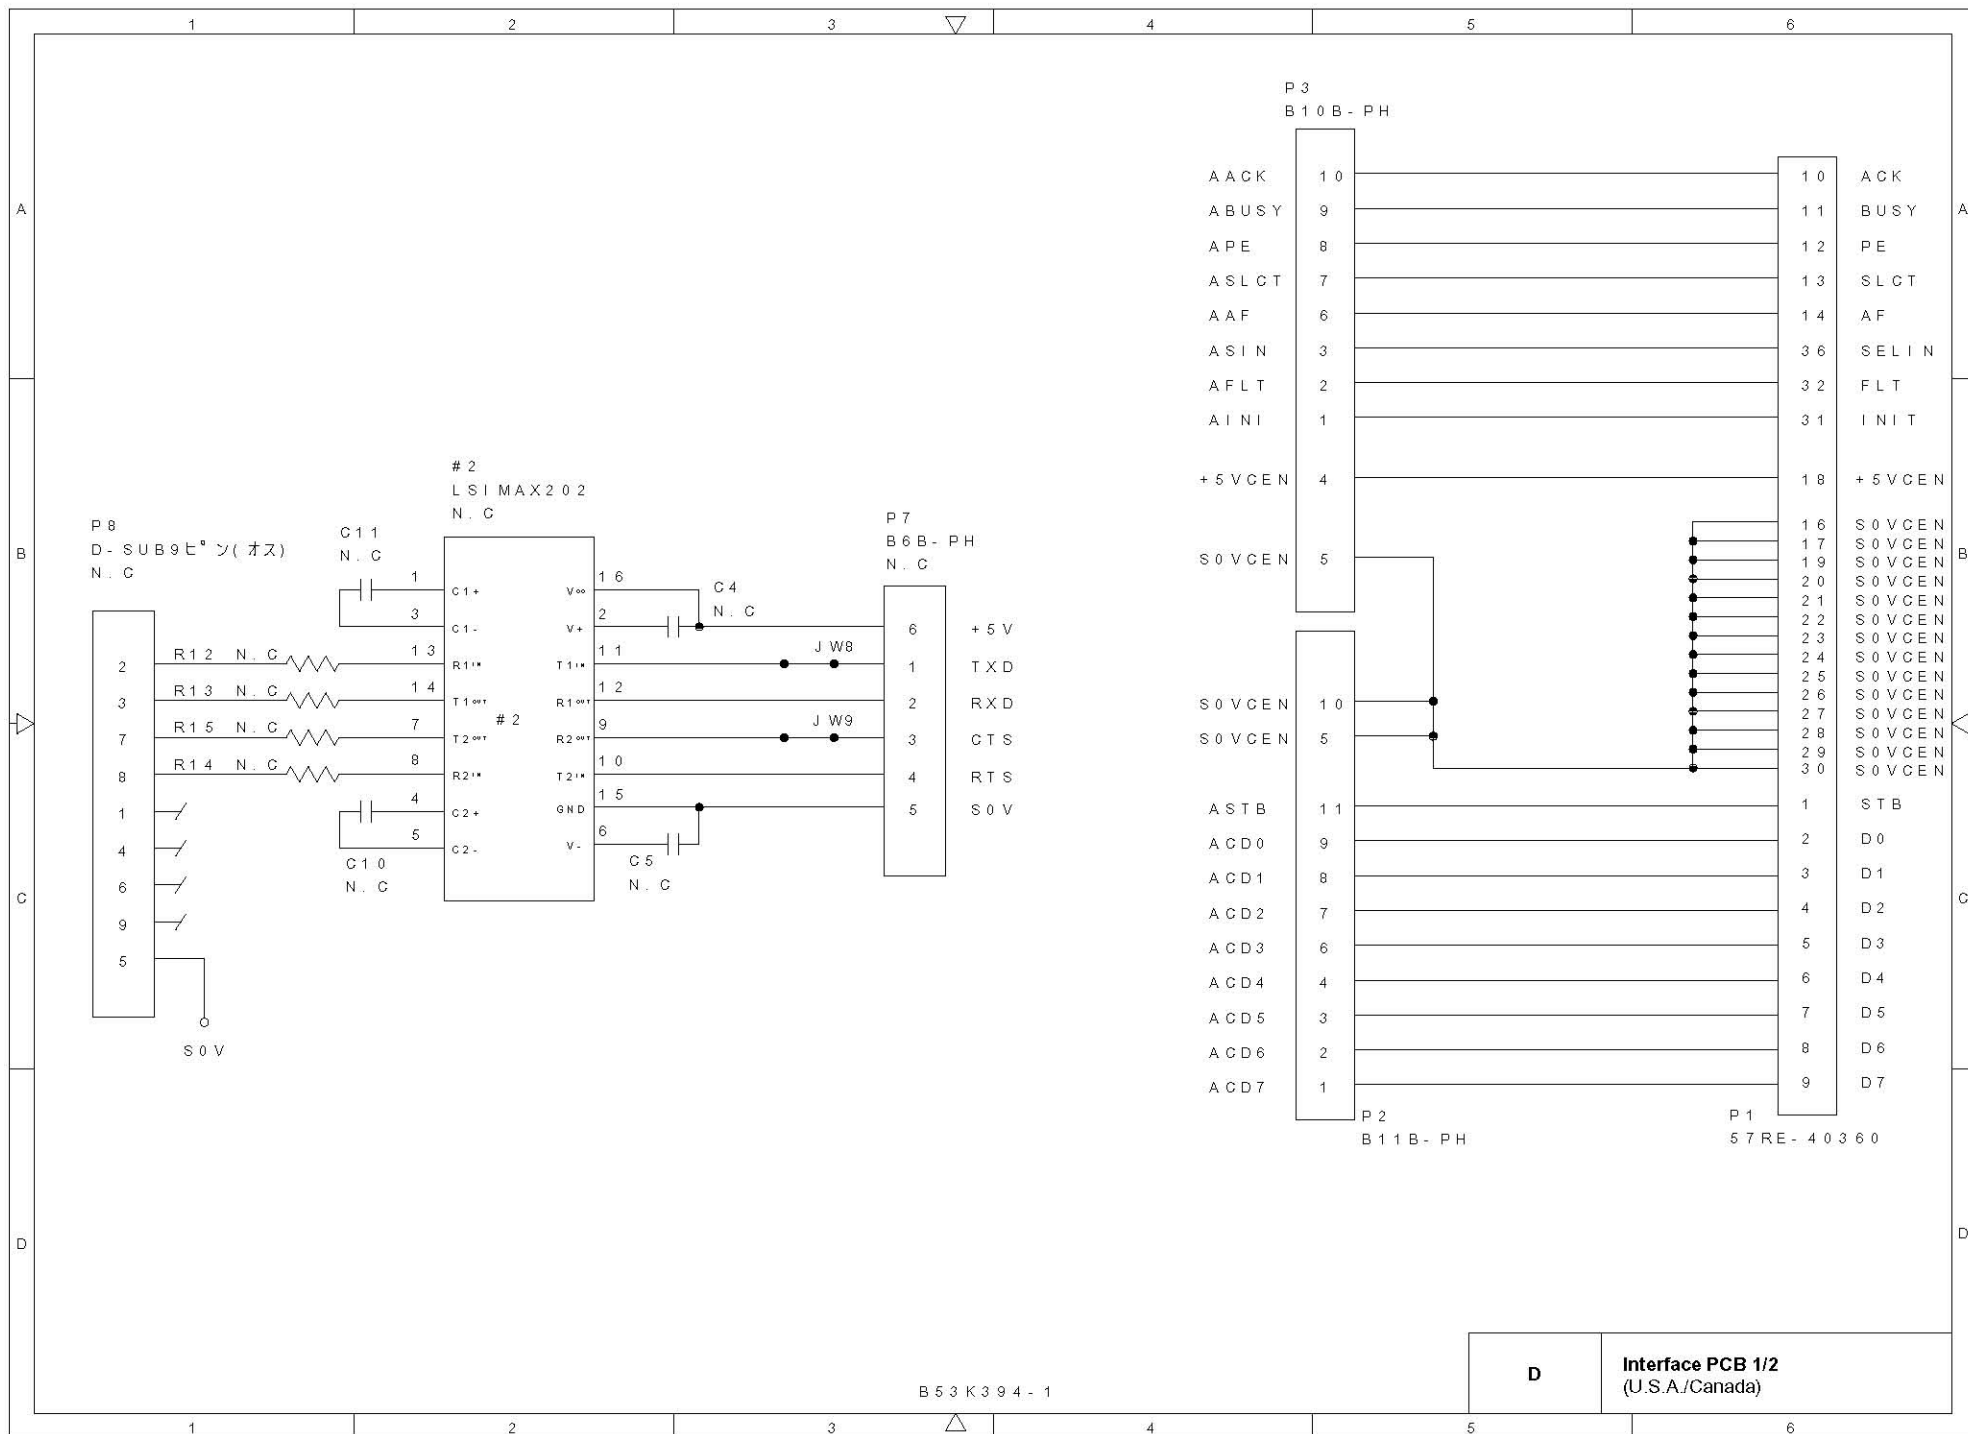 1 2 3 4 5 6
A
B
C
D
P8
D-SUB9ピン(オス)
N.C
2
3
7
8
1
4
6
9
5
S0V
R12 N.C
R13 N.C
R15 N.C
R14 N.C
C11
N.C
C10
N.C
#2
LSI MAX202
N.C
1 C1+
3 C1-
13 R1IN
14 T1OUT
7 T2OUT
8 R2IN
4 C2+
5 C2-
#2
16
V+ 2
T1IN 11
R1OUT 12
R2OUT 9
T2IN 10
GND 15
V- 6
C4
N.C
C5
N.C
JW8
JW9
P7
B6B-PH
N.C
6 +5V
1 TXD
2 RXD
3 CTS
4 RTS
5 S0V
P3
B10B-PH
AACK 10
ABUSY 9
APE 8
ASLCT 7
AAF 6
ASIN 3
AFLT 2
AINI 1
+5VCEN 4
S0VCEN 5
S0VCEN 10
S0VCEN 5
ASTB 11
ACD0 9
ACD1 8
ACD2 7
ACD3 6
ACD4 4
ACD5 3
ACD6 2
ACD7 1
P2
B11B-PH
10 ACK
11 BUSY
12 PE
13 SLCT
14 AF
36 SELIN
32 FLT
31 INIT
18 +5VCEN
16 S0VCEN
17 S0VCEN
19 S0VCEN
20 S0VCEN
21 S0VCEN
22 S0VCEN
23 S0VCEN
24 S0VCEN
25 S0VCEN
26 S0VCEN
27 S0VCEN
28 S0VCEN
29 S0VCEN
30 S0VCEN
1 STB
2 D0
3 D1
4 D2
5 D3
6 D4
7 D5
8 D6
9 D7
P1
57RE-40360
A
B
C
D
D
Interface PCB 1/2
(U.S.A./Canada)
B53K394-1
1 2 3 4 5 6